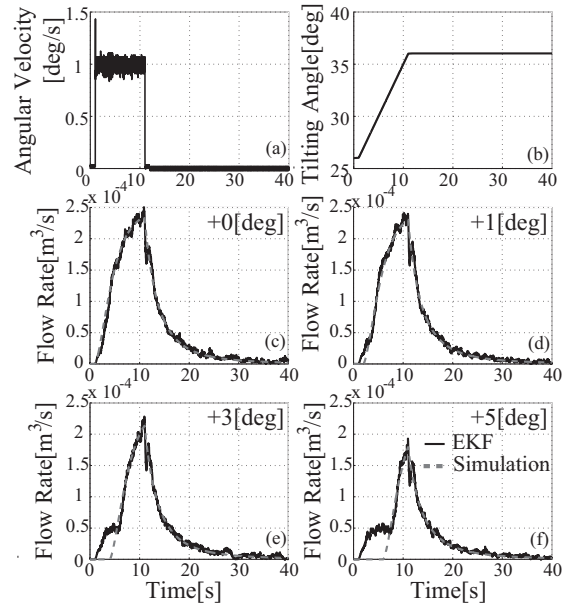 1.5
1
0.5
0
0 10 20 30 40
Angular Velocity
[deg/s]
(a)
40
35
30
25
0 10 20 30 40
Tilting Angle[deg]
(b)
x 10-4
2.5
2
1.5
1
0.5
0
0 10 20 30 40
Flow Rate[m3/s]
+0[deg]
(c)
x 10-4
2.5
2
1.5
1
0.5
0
0 10 20 30 40
Flow Rate[m3/s]
+1[deg]
(d)
x 10-4
2.5
2
1.5
1
0.5
0
0 10 20 30 40
Flow Rate[m3/s]
+3[deg]
(e)
Time[s]
x 10-4
2.5
2
1.5
1
0.5
0
0 10 20 30 40
Flow Rate[m3/s]
+5[deg]
EKF
Simulation
(f)
Time[s]